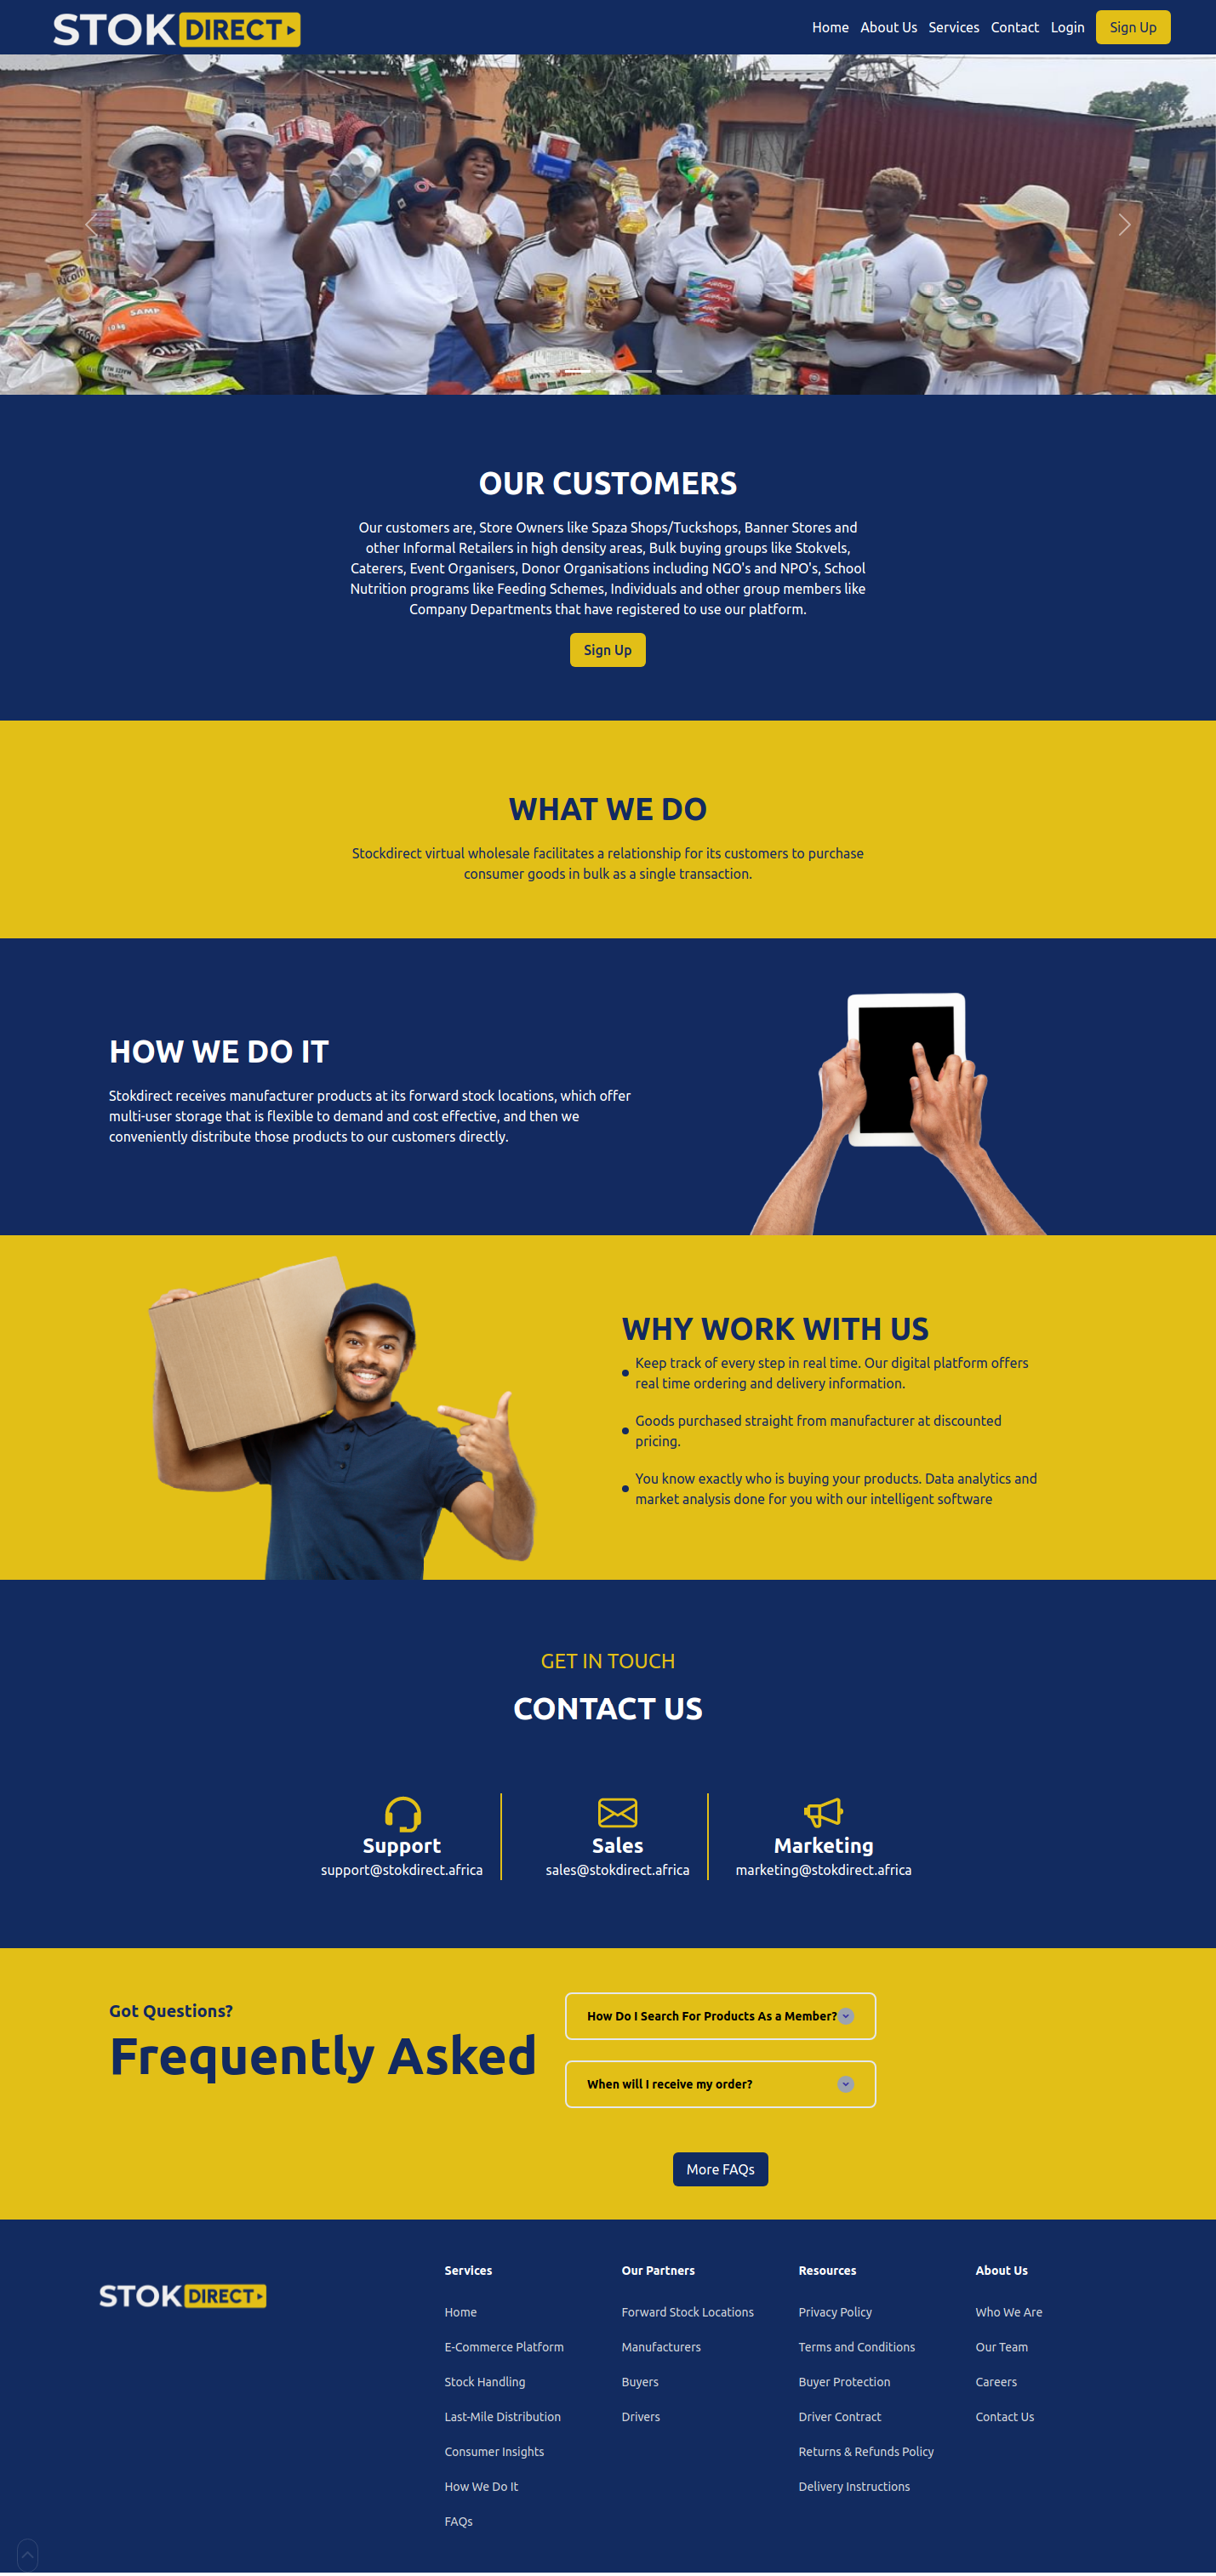 STOK DIRECT
Home About Us Services Contact Login Sign Up
Ricoffy
SAMP
10kg
OUR CUSTOMERS
Our customers are, Store Owners like Spaza Shops/Tuckshops, Banner Stores and
other Informal Retailers in high density areas, Bulk buying groups like Stokvels,
Caterers, Event Organisers, Donor Organisations including NGO's and NPO's, School
Nutrition programs like Feeding Schemes, Individuals and other group members like
Company Departments that have registered to use our platform.
Sign Up
WHAT WE DO
Stockdirect virtual wholesale facilitates a relationship for its customers to purchase
consumer goods in bulk as a single transaction.
HOW WE DO IT
Stokdirect receives manufacturer products at its forward stock locations, which offer
multi-user storage that is flexible to demand and cost effective, and then we
conveniently distribute those products to our customers directly.
WHY WORK WITH US
Keep track of every step in real time. Our digital platform offers
real time ordering and delivery information.
Goods purchased straight from manufacturer at discounted
pricing.
You know exactly who is buying your products. Data analytics and
market analysis done for you with our intelligent software
GET IN TOUCH
CONTACT US
Support
support@stokdirect.africa
Sales
sales@stokdirect.africa
Marketing
marketing@stokdirect.africa
Got Questions?
Frequently Asked
How Do I Search For Products As a Member?
When will I receive my order?
More FAQs
STOK DIRECT
Services
Home
E-Commerce Platform
Stock Handling
Last-Mile Distribution
Consumer Insights
How We Do It
FAQs
Our Partners
Forward Stock Locations
Manufacturers
Buyers
Drivers
Resources
Privacy Policy
Terms and Conditions
Buyer Protection
Driver Contract
Returns & Refunds Policy
Delivery Instructions
About Us
Who We Are
Our Team
Careers
Contact Us